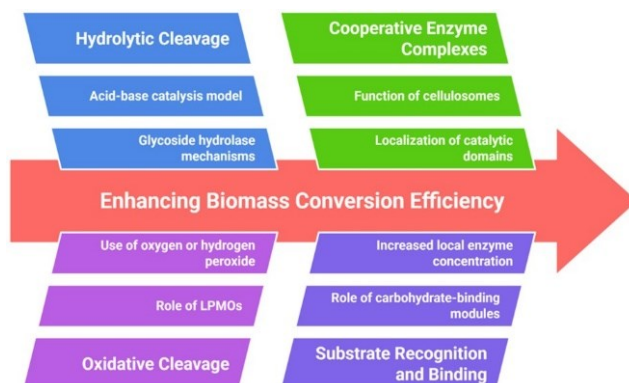 Hydrolytic Cleavage
Cooperative Enzyme
Complexes
Acid-base catalysis model
Function of cellulosomes
Glycoside hydrolase
mechanisms
Localization of catalytic
domains
Enhancing Biomass Conversion Efficiency
Use of oxygen or hydrogen
peroxide
Increased local enzyme
concentration
Role of LPMOs
Role of carbohydrate-binding
modules
Oxidative Cleavage
Substrate Recognition
and Binding